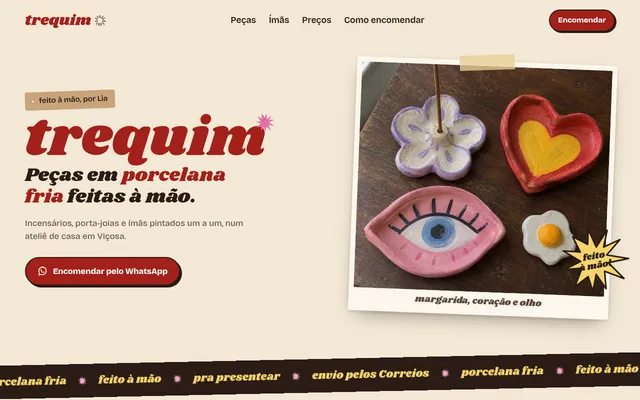 trequim
Peças
Ímãs
Preços
Como encomendar
Encomendar
feito à mão, por Lia
trequim
Peças em porcelana
fria feitas à mão.
Incensários, porta-joias e ímãs pintados um a um, num
ateliê de casa em Viçosa.
Encomendar pelo WhatsApp
feito
à mão!
margarida, coração e olho
rcelana fria feito à mão pra presentear envio pelos Correios porcelana fria feito à mão